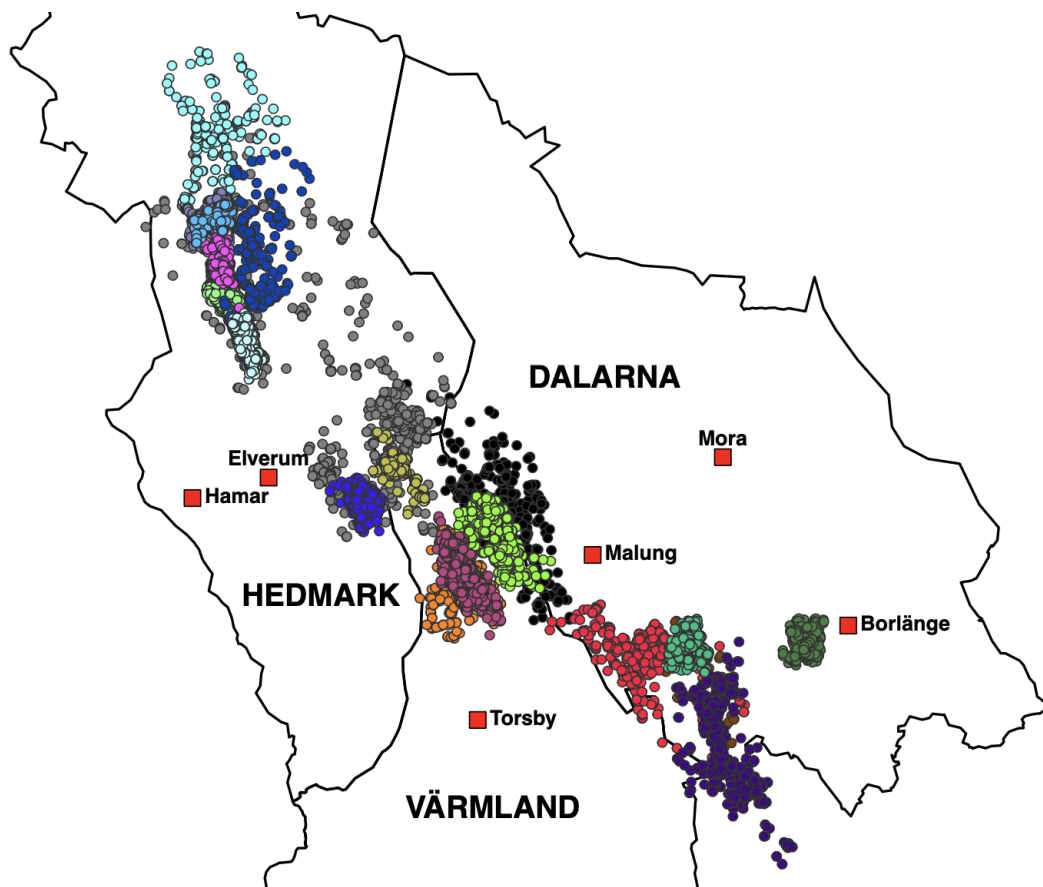 DALARNA
Mora
Elverum
Hamar
Malung
HEDMARK
Borlänge
Torsby
VÄRMLAND